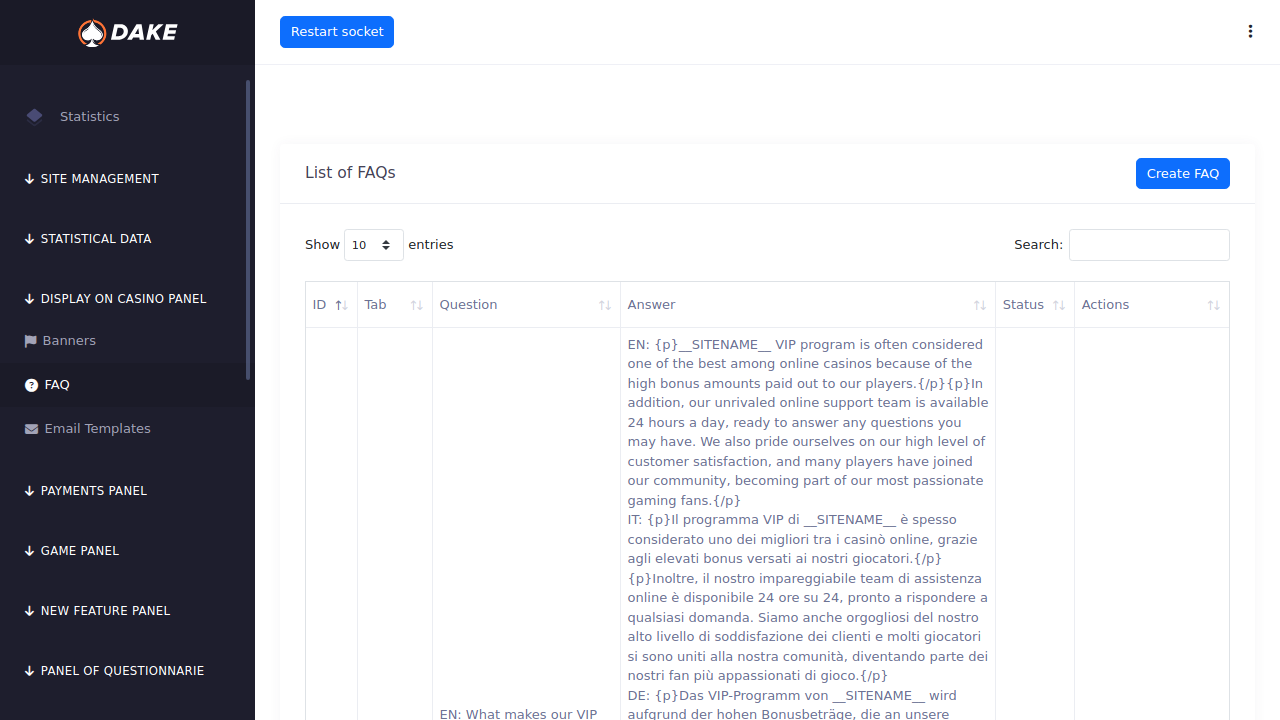 DAKE
Restart socket
Statistics
SITE MANAGEMENT
STATISTICAL DATA
DISPLAY ON CASINO PANEL
Banners
FAQ
Email Templates
PAYMENTS PANEL
GAME PANEL
NEW FEATURE PANEL
PANEL OF QUESTIONNARIE
List of FAQs
Create FAQ
Show 10 entries
Search:
ID Tab Question Answer Status Actions
EN: {p}__SITENAME__ VIP program is often considered
one of the best among online casinos because of the
high bonus amounts paid out to our players.{/p}{p}In
addition, our unrivaled online support team is available
24 hours a day, ready to answer any questions you
may have. We also pride ourselves on our high level of
customer satisfaction, and many players have joined
our community, becoming part of our most passionate
gaming fans.{/p}
IT: {p}Il programma VIP di __SITENAME__ è spesso
considerato uno dei migliori tra i casinò online, grazie
agli elevati bonus versati ai nostri giocatori.{/p}
{p}Inoltre, il nostro impareggiabile team di assistenza
online è disponibile 24 ore su 24, pronto a rispondere a
qualsiasi domanda. Siamo anche orgogliosi del nostro
alto livello di soddisfazione dei clienti e molti giocatori
si sono uniti alla nostra comunità, diventando parte dei
nostri fan più appassionati di gioco.{/p}
DE: {p}Das VIP-Programm von __SITENAME__ wird
aufgrund der hohen Bonusbeträge, die an unsere
EN: What makes our VIP